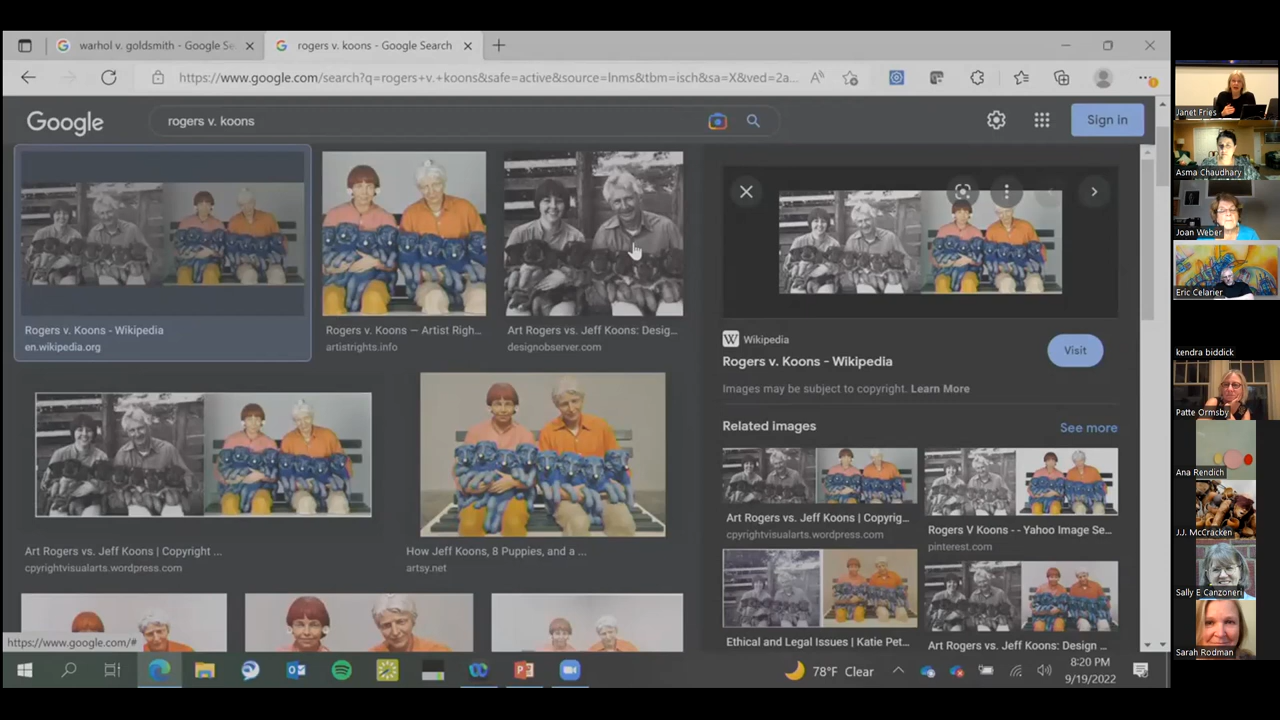 warhol v. goldsmith - Google Se
rogers v. koons - Google Search
https://www.google.com/search?q=rogers+v.+koons&safe=active&source=lnms&tbm=isch&sa=X&ved=2a...
Google
rogers v. koons
Sign in
Rogers v. Koons - Wikipedia
en.wikipedia.org
Rogers v. Koons — Artist Righ...
artistrights.info
Art Rogers vs. Jeff Koons: Desig...
designobserver.com
Art Rogers vs. Jeff Koons | Copyright ...
cpyrightvisualarts.wordpress.com
How Jeff Koons, 8 Puppies, and a ...
artsy.net
Wikipedia
Rogers v. Koons - Wikipedia
Visit
Images may be subject to copyright. Learn More
Related images
See more
Art Rogers vs. Jeff Koons | Copyrig...
cpyrightvisualarts.wordpress.com
Rogers V Koons - - Yahoo Image Se...
pinterest.com
Ethical and Legal Issues | Katie Pet...
Art Rogers vs. Jeff Koons: Design ...
https://www.google.com/#
78°F Clear
8:20 PM
9/19/2022
Janet Fries
Asma Chaudhary
Joan Weber
Eric Celarier
kendra biddick
Patte Ormsby
Ana Rendich
J.J. McCracken
Sally E Canzoneri
Sarah Rodman